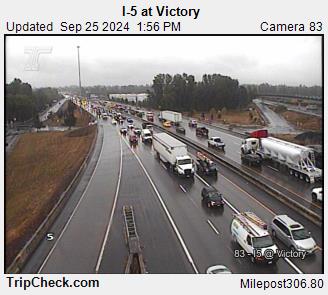 I-5 at Victory
Updated Sep 25 2024 1:56 PM Camera 83
5
83 - I5 @ Victory
TripCheck.com Milepost306.80